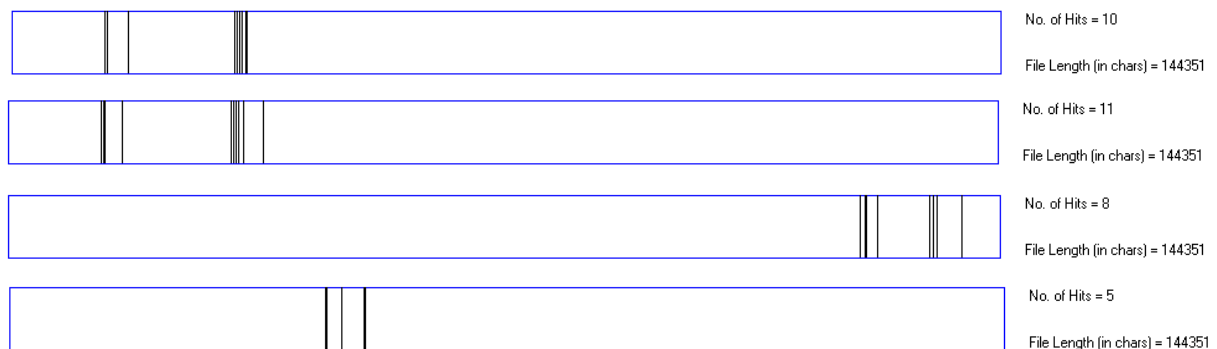 No. of Hits = 10
File Length (in chars) = 144351
No. of Hits = 11
File Length (in chars) = 144351
No. of Hits = 8
File Length (in chars) = 144351
No. of Hits = 5
File Length (in chars) = 144351